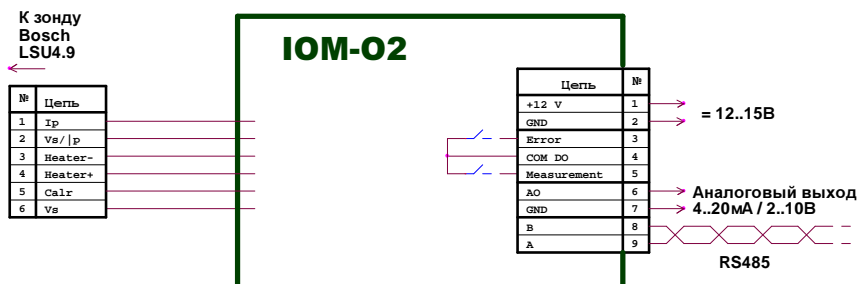 К зонду
Bosch
LSU4.9
№ Цепь
1 Ip
2 Vs/|p
3 Heater-
4 Heater+
5 Calr
6 Vs
IOM-O2
Цепь №
+12 V 1
GND 2
Error 3
COM DO 4
Measurement 5
AO 6
GND 7
B 8
A 9
= 12..15В
Аналоговый выход
4..20мА / 2..10В
RS485